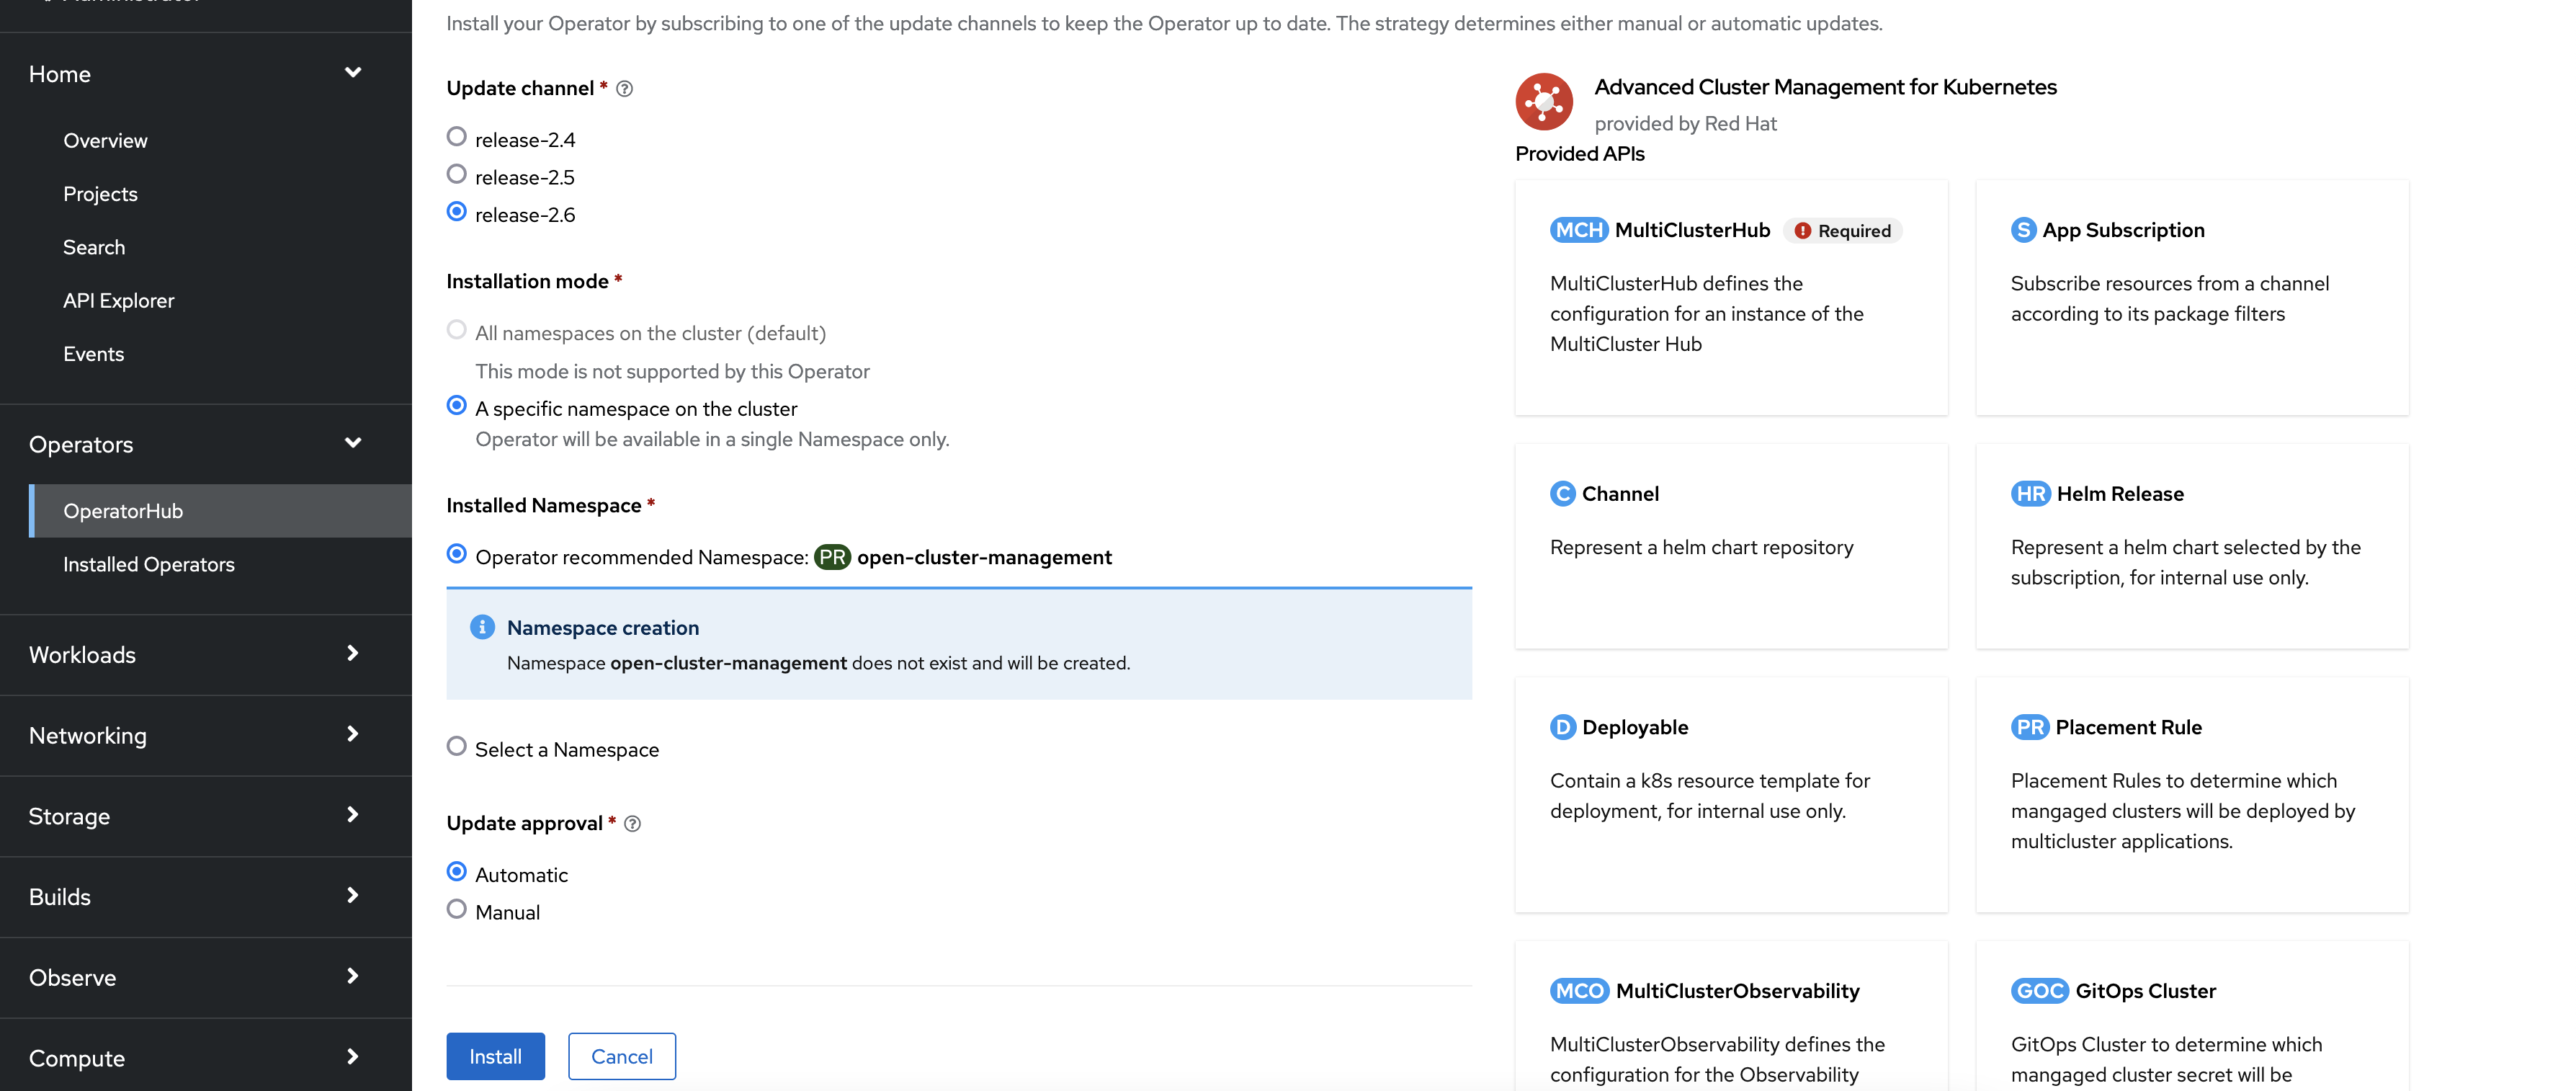 Home
Overview
Projects
Search
API Explorer
Events
Operators
OperatorHub
Installed Operators
Workloads
Networking
Storage
Builds
Observe
Compute
Install your Operator by subscribing to one of the update channels to keep the Operator up to date. The strategy determines either manual or automatic updates.
Update channel *
release-2.4
release-2.5
release-2.6
Installation mode *
All namespaces on the cluster (default)
This mode is not supported by this Operator
A specific namespace on the cluster
Operator will be available in a single Namespace only.
Installed Namespace *
Operator recommended Namespace: PR open-cluster-management
Namespace creation
Namespace open-cluster-management does not exist and will be created.
Select a Namespace
Update approval *
Automatic
Manual
Install Cancel
Advanced Cluster Management for Kubernetes
provided by Red Hat
Provided APIs
MCH MultiClusterHub Required
MultiClusterHub defines the
configuration for an instance of the
MultiCluster Hub
S App Subscription
Subscribe resources from a channel
according to its package filters
C Channel
Represent a helm chart repository
HR Helm Release
Represent a helm chart selected by the
subscription, for internal use only.
D Deployable
Contain a k8s resource template for
deployment, for internal use only.
PR Placement Rule
Placement Rules to determine which
mangaged clusters will be deployed by
multicluster applications.
MCO MultiClusterObservability
MultiClusterObservability defines the
configuration for the Observability
GOC GitOps Cluster
GitOps Cluster to determine which
mangaged cluster secret will be